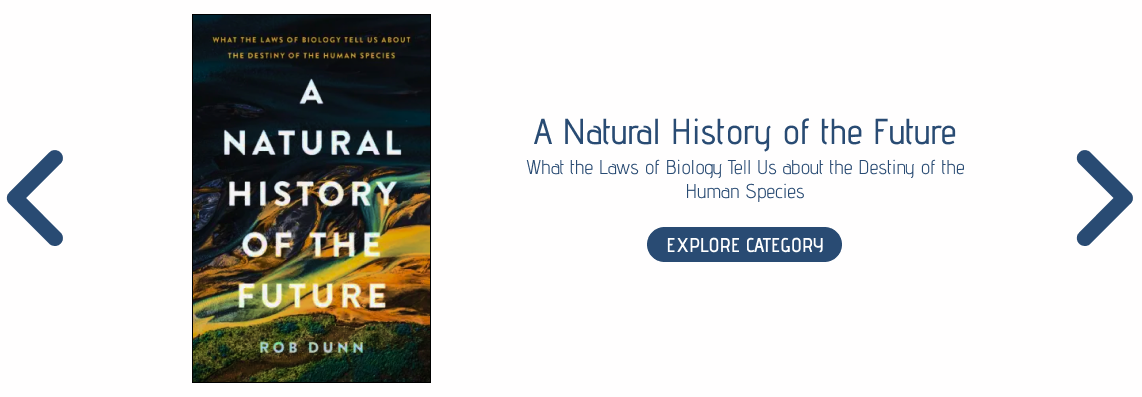 WHAT THE LAWS OF BIOLOGY TELL US ABOUT
THE DESTINY OF THE HUMAN SPECIES
A
NATURAL
HISTORY
OF THE
FUTURE
ROB DUNN
A Natural History of the Future
What the Laws of Biology Tell Us about the Destiny of the
Human Species
EXPLORE CATEGORY